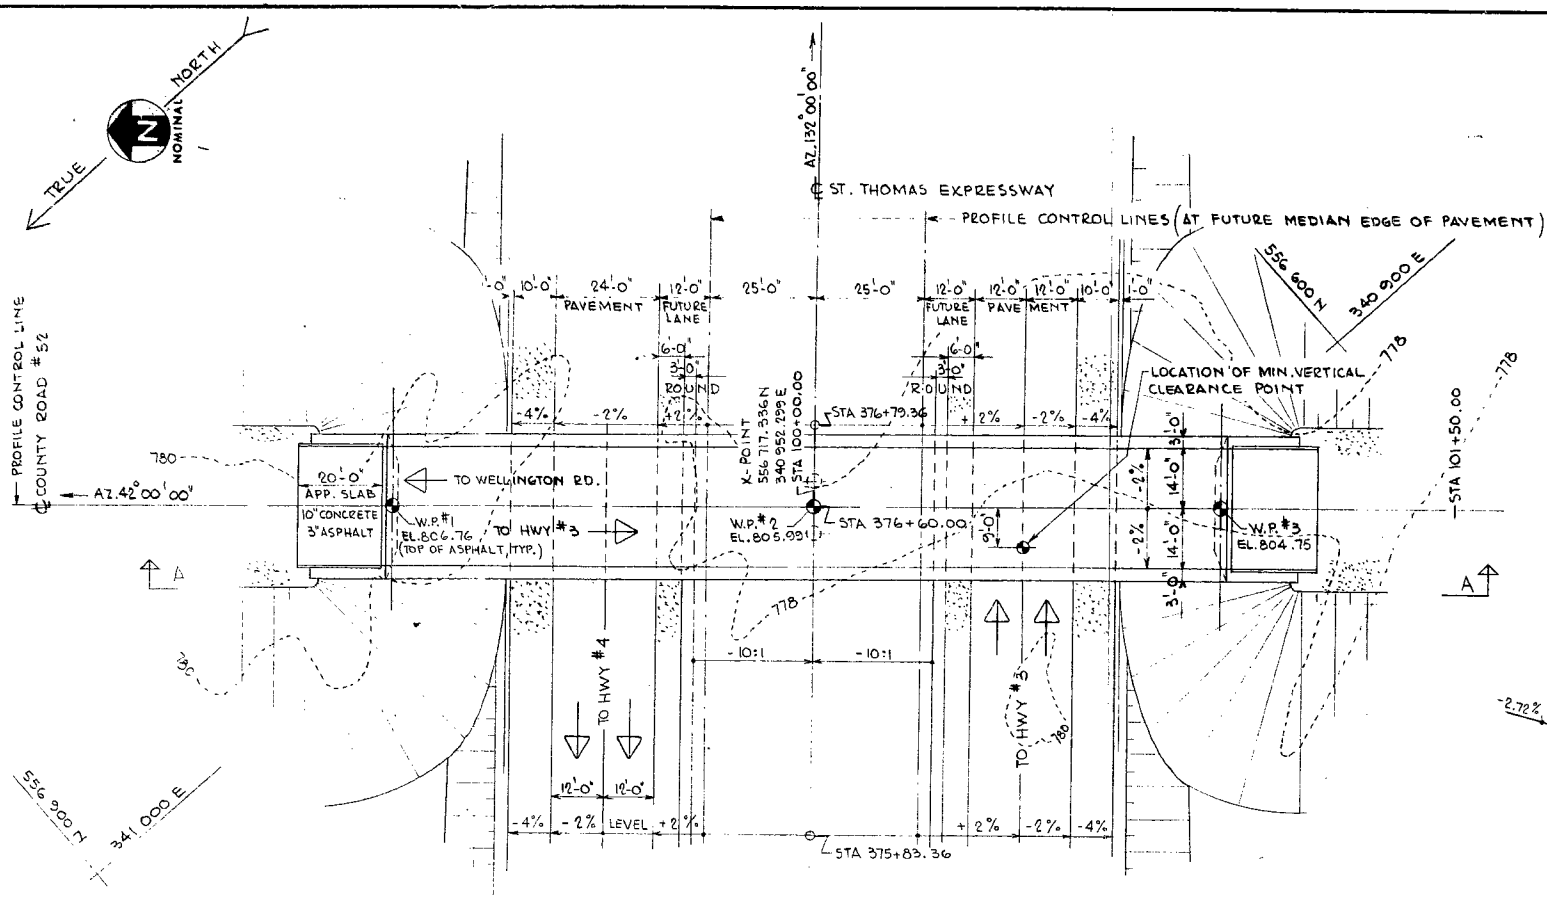 TRUE
NORTH
N
NOMINAL
AZ. 132°00'00"
℄ ST. THOMAS EXPRESSWAY
PROFILE CONTROL LINES (AT FUTURE MEDIAN EDGE OF PAVEMENT)
556 600 N
340 900 E
PROFILE CONTROL LINE
℄ COUNTY ROAD #52
1'-0" 10'-0" 24'-0" 12'-0" 25'-0" 25'-0" 12'-0" 12'-0" 12'-0" 10'-0" 1'-0"
PAVEMENT FUTURE LANE FUTURE LANE PAVEMENT
6'-0" 6'-0"
3'-0" 3'-0"
ROUND ROUND
LOCATION OF MIN. VERTICAL
CLEARANCE POINT
778
778
-4% -2% +2% +2% -2% -4%
STA 376+79.36
X-POINT
556 717.336 N
340 952.299 E
STA 100+00.00
3'-0"
14'-0"
-2%
-2%
14'-0"
3'-0"
STA 101+50.00
780
AZ. 42°00'00"
20'-0"
APP. SLAB
10" CONCRETE
3" ASPHALT
TO WELLINGTON RD.
W.P. #1
EL. 806.76
(TOP OF ASPHALT, TYP.)
TO HWY #3
W.P. #2
EL. 805.99
STA 376+60.00
9'-0"
W.P. #3
EL. 804.75
A
A
778
780
-10:1 -10:1
TO HWY #4
TO HWY #3
780
-2.72%
12'-0" 12'-0"
-4% -2% LEVEL +2% +2% -2% -4%
STA 375+83.36
556 900 N
341 000 E